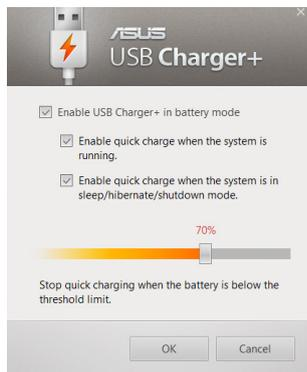 ASUS
USB Charger+
Enable USB Charger+ in battery mode
Enable quick charge when the system is
running.
Enable quick charge when the system is in
sleep/hibernate/shutdown mode.
70%
Stop quick charging when the battery is below the
threshold limit.
OK Cancel